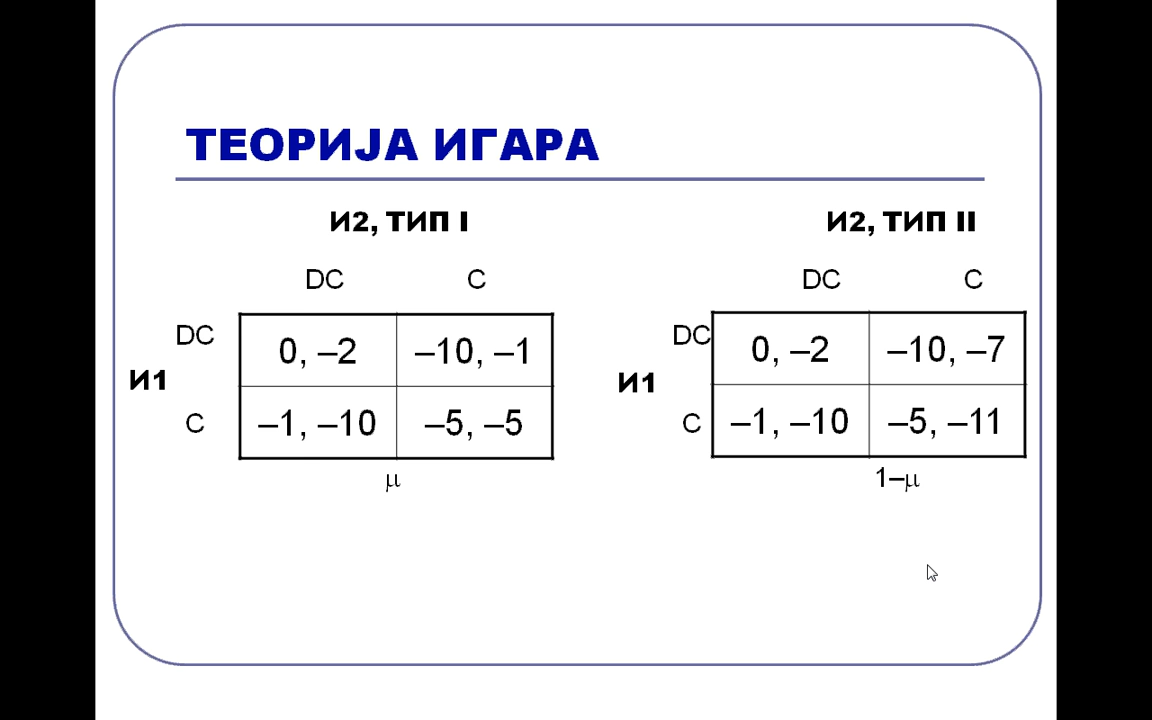 ТЕОРИЈА ИГАРА
И2, ТИП I
И2, ТИП II
DC C
DC C
DC 0, –2 –10, –1
DC 0, –2 –10, –7
И1
И1
C –1, –10 –5, –5
C –1, –10 –5, –11
μ
1–μ